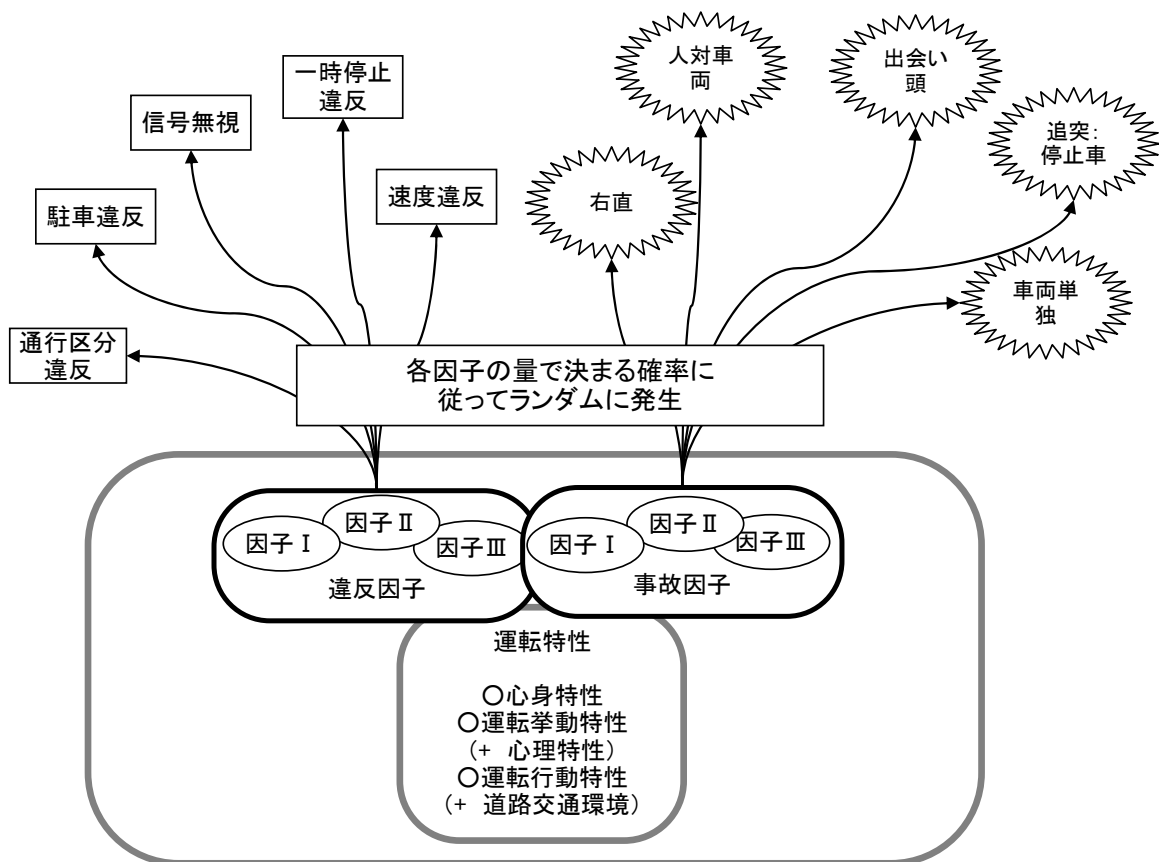 一時停止
違反
信号無視
駐車違反
速度違反
通行区分
違反
人対車
両
出会い
頭
追突：
停止車
右直
車両単
独
各因子の量で決まる確率に
従ってランダムに発生
因子Ⅰ
因子Ⅱ
因子Ⅲ
違反因子
因子Ⅰ
因子Ⅱ
因子Ⅲ
事故因子
運転特性
○心身特性
○運転挙動特性
(+ 心理特性)
○運転行動特性
(+ 道路交通環境)